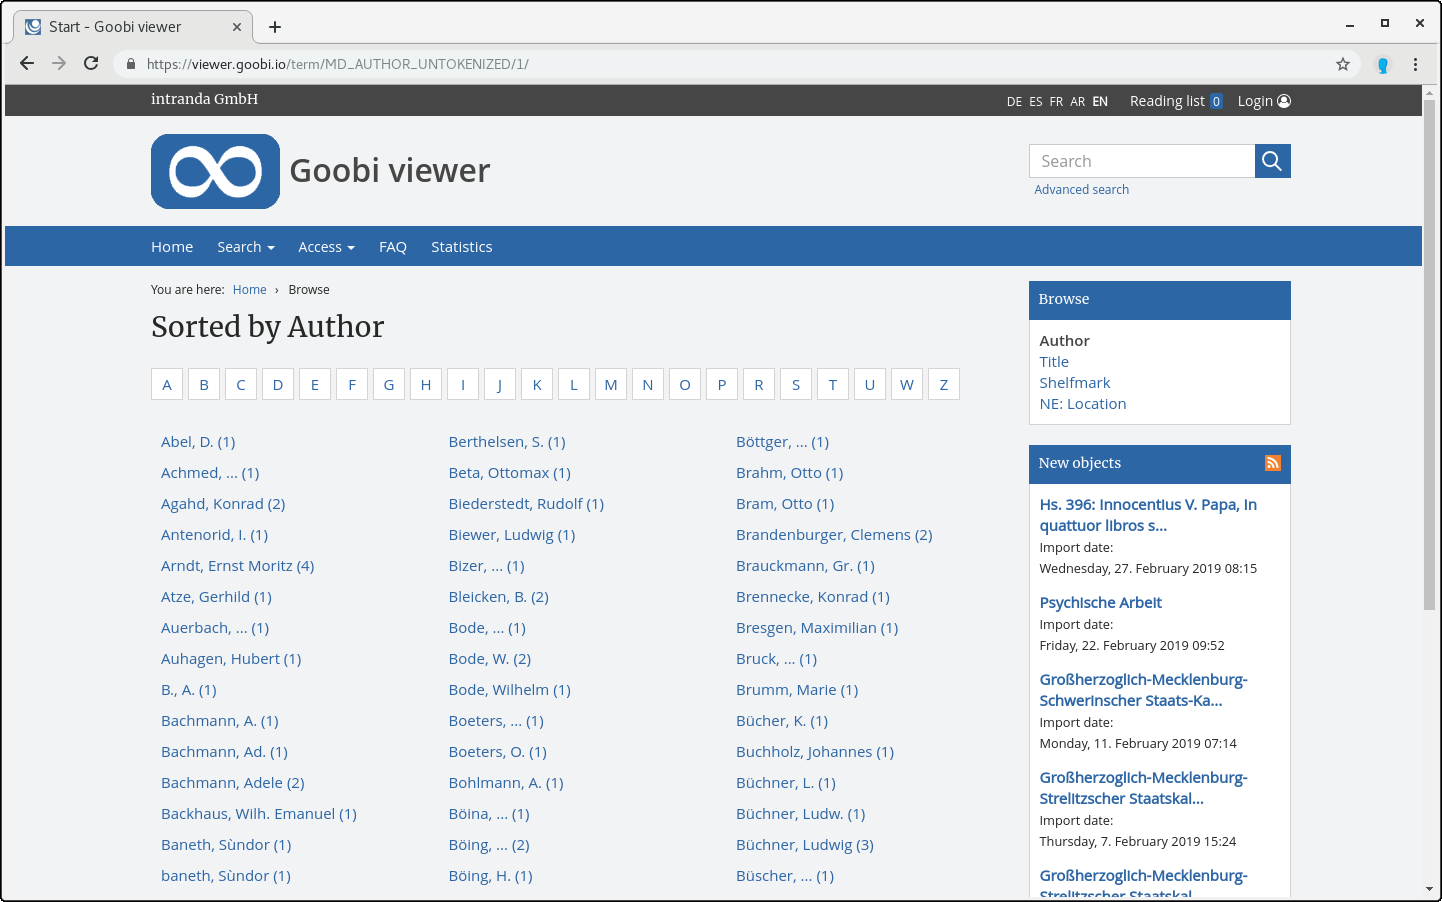 Start - Goobi viewer
https://viewer.goobi.io/term/MD_AUTHOR_UNTOKENIZED/1/
intranda GmbH
DE ES FR AR EN Reading list 0 Login
Goobi viewer
Search
Advanced search
Home Search Access FAQ Statistics
You are here: Home › Browse
Sorted by Author
A B C D E F G H I J K L M N O P R S T U W Z
Abel, D. (1)
Achmed, ... (1)
Agahd, Konrad (2)
Antenorid, I. (1)
Arndt, Ernst Moritz (4)
Atze, Gerhild (1)
Auerbach, ... (1)
Auhagen, Hubert (1)
B., A. (1)
Bachmann, A. (1)
Bachmann, Ad. (1)
Bachmann, Adele (2)
Backhaus, Wilh. Emanuel (1)
Baneth, Sùndor (1)
baneth, Sùndor (1)
Berthelsen, S. (1)
Beta, Ottomax (1)
Biederstedt, Rudolf (1)
Biewer, Ludwig (1)
Bizer, ... (1)
Bleicken, B. (2)
Bode, ... (1)
Bode, W. (2)
Bode, Wilhelm (1)
Boeters, ... (1)
Boeters, O. (1)
Bohlmann, A. (1)
Böina, ... (1)
Böing, ... (2)
Böing, H. (1)
Böttger, ... (1)
Brahm, Otto (1)
Bram, Otto (1)
Brandenburger, Clemens (2)
Brauckmann, Gr. (1)
Brennecke, Konrad (1)
Bresgen, Maximilian (1)
Bruck, ... (1)
Brumm, Marie (1)
Bücher, K. (1)
Buchholz, Johannes (1)
Büchner, L. (1)
Büchner, Ludw. (1)
Büchner, Ludwig (3)
Büscher, ... (1)
Browse
Author
Title
Shelfmark
NE: Location
New objects
Hs. 396: Innocentius V. Papa, In
quattuor libros s...
Import date:
Wednesday, 27. February 2019 08:15
Psychische Arbeit
Import date:
Friday, 22. February 2019 09:52
Großherzoglich-Mecklenburg-
Schwerinscher Staats-Ka...
Import date:
Monday, 11. February 2019 07:14
Großherzoglich-Mecklenburg-
Strelitzscher Staatskal...
Import date:
Thursday, 7. February 2019 15:24
Großherzoglich-Mecklenburg-
Strelitzscher Staatskal...